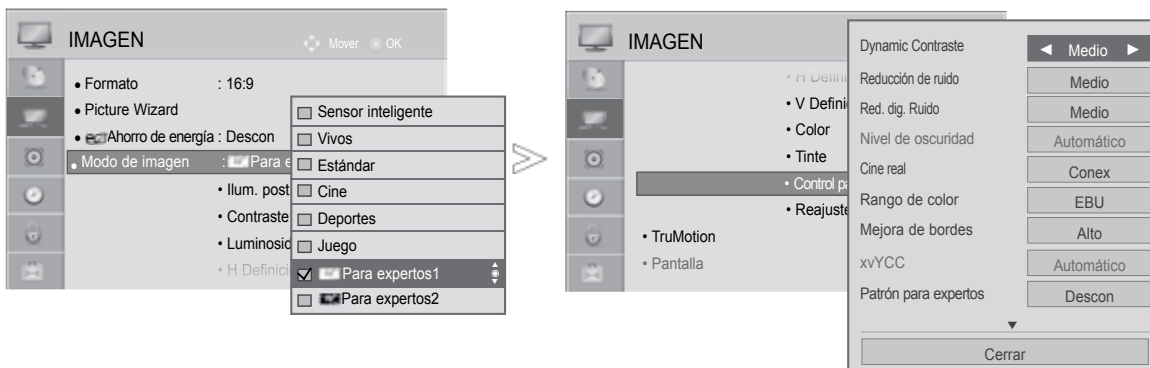 IMAGEN
Mover OK
• Formato : 16:9
• Picture Wizard
• Ahorro de energía : Descon
• Modo de imagen : Para e
• Ilum. post
• Contraste
• Luminosid
• H Definici
Sensor inteligente
Vivos
Estándar
Cine
Deportes
Juego
Para expertos1
Para expertos2
IMAGEN
• H Defini
• V Defini
• Color
• Tinte
• Control pa
• Reajuste
• TruMotion
• Pantalla
Dynamic Contraste ◄ Medio ►
Reducción de ruido Medio
Red. dig. Ruido Medio
Nivel de oscuridad Automático
Cine real Conex
Rango de color EBU
Mejora de bordes Alto
xvYCC Automático
Patrón para expertos Descon
▼
Cerrar